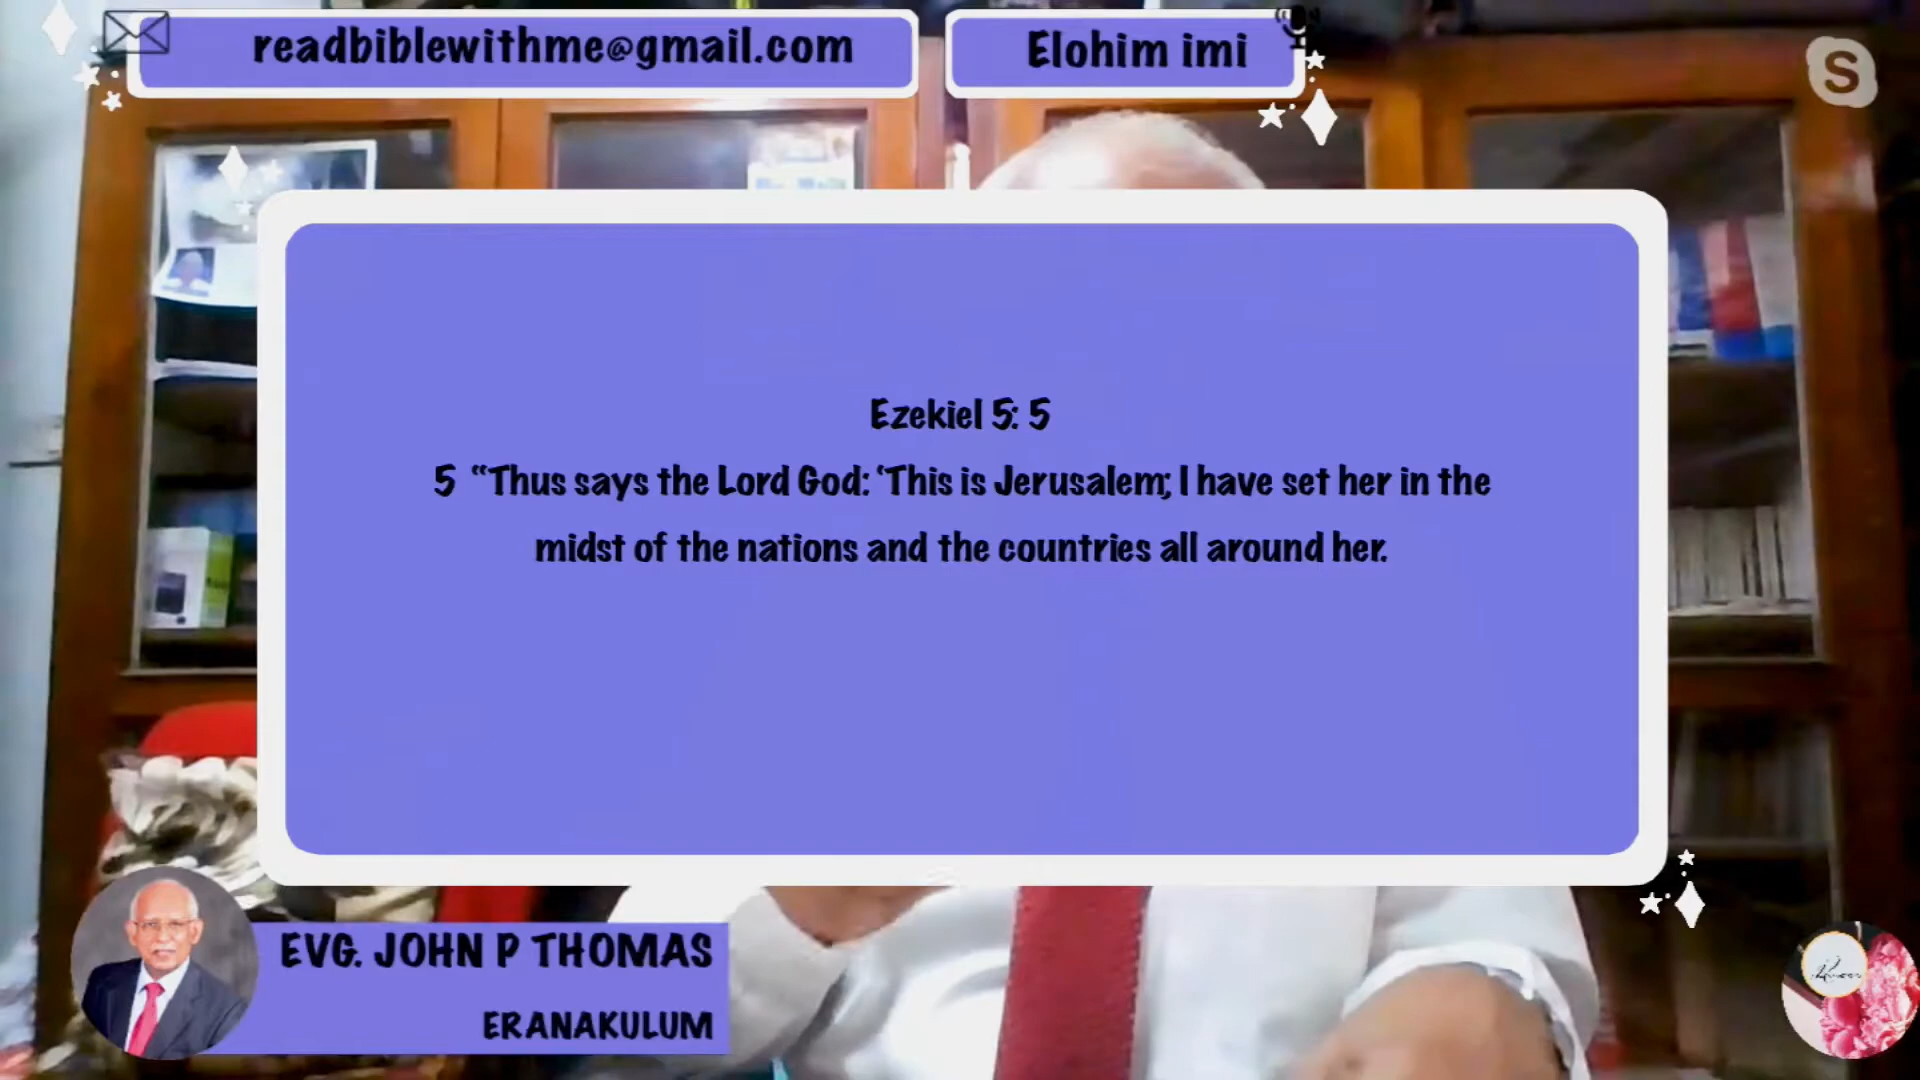 readbiblewithme@gmail.com
Elohim imi
S
Ezekiel 5: 5
5 “Thus says the Lord God: ‘This is Jerusalem; I have set her in the
midst of the nations and the countries all around her.
EVG. JOHN P THOMAS
ERANAKULUM